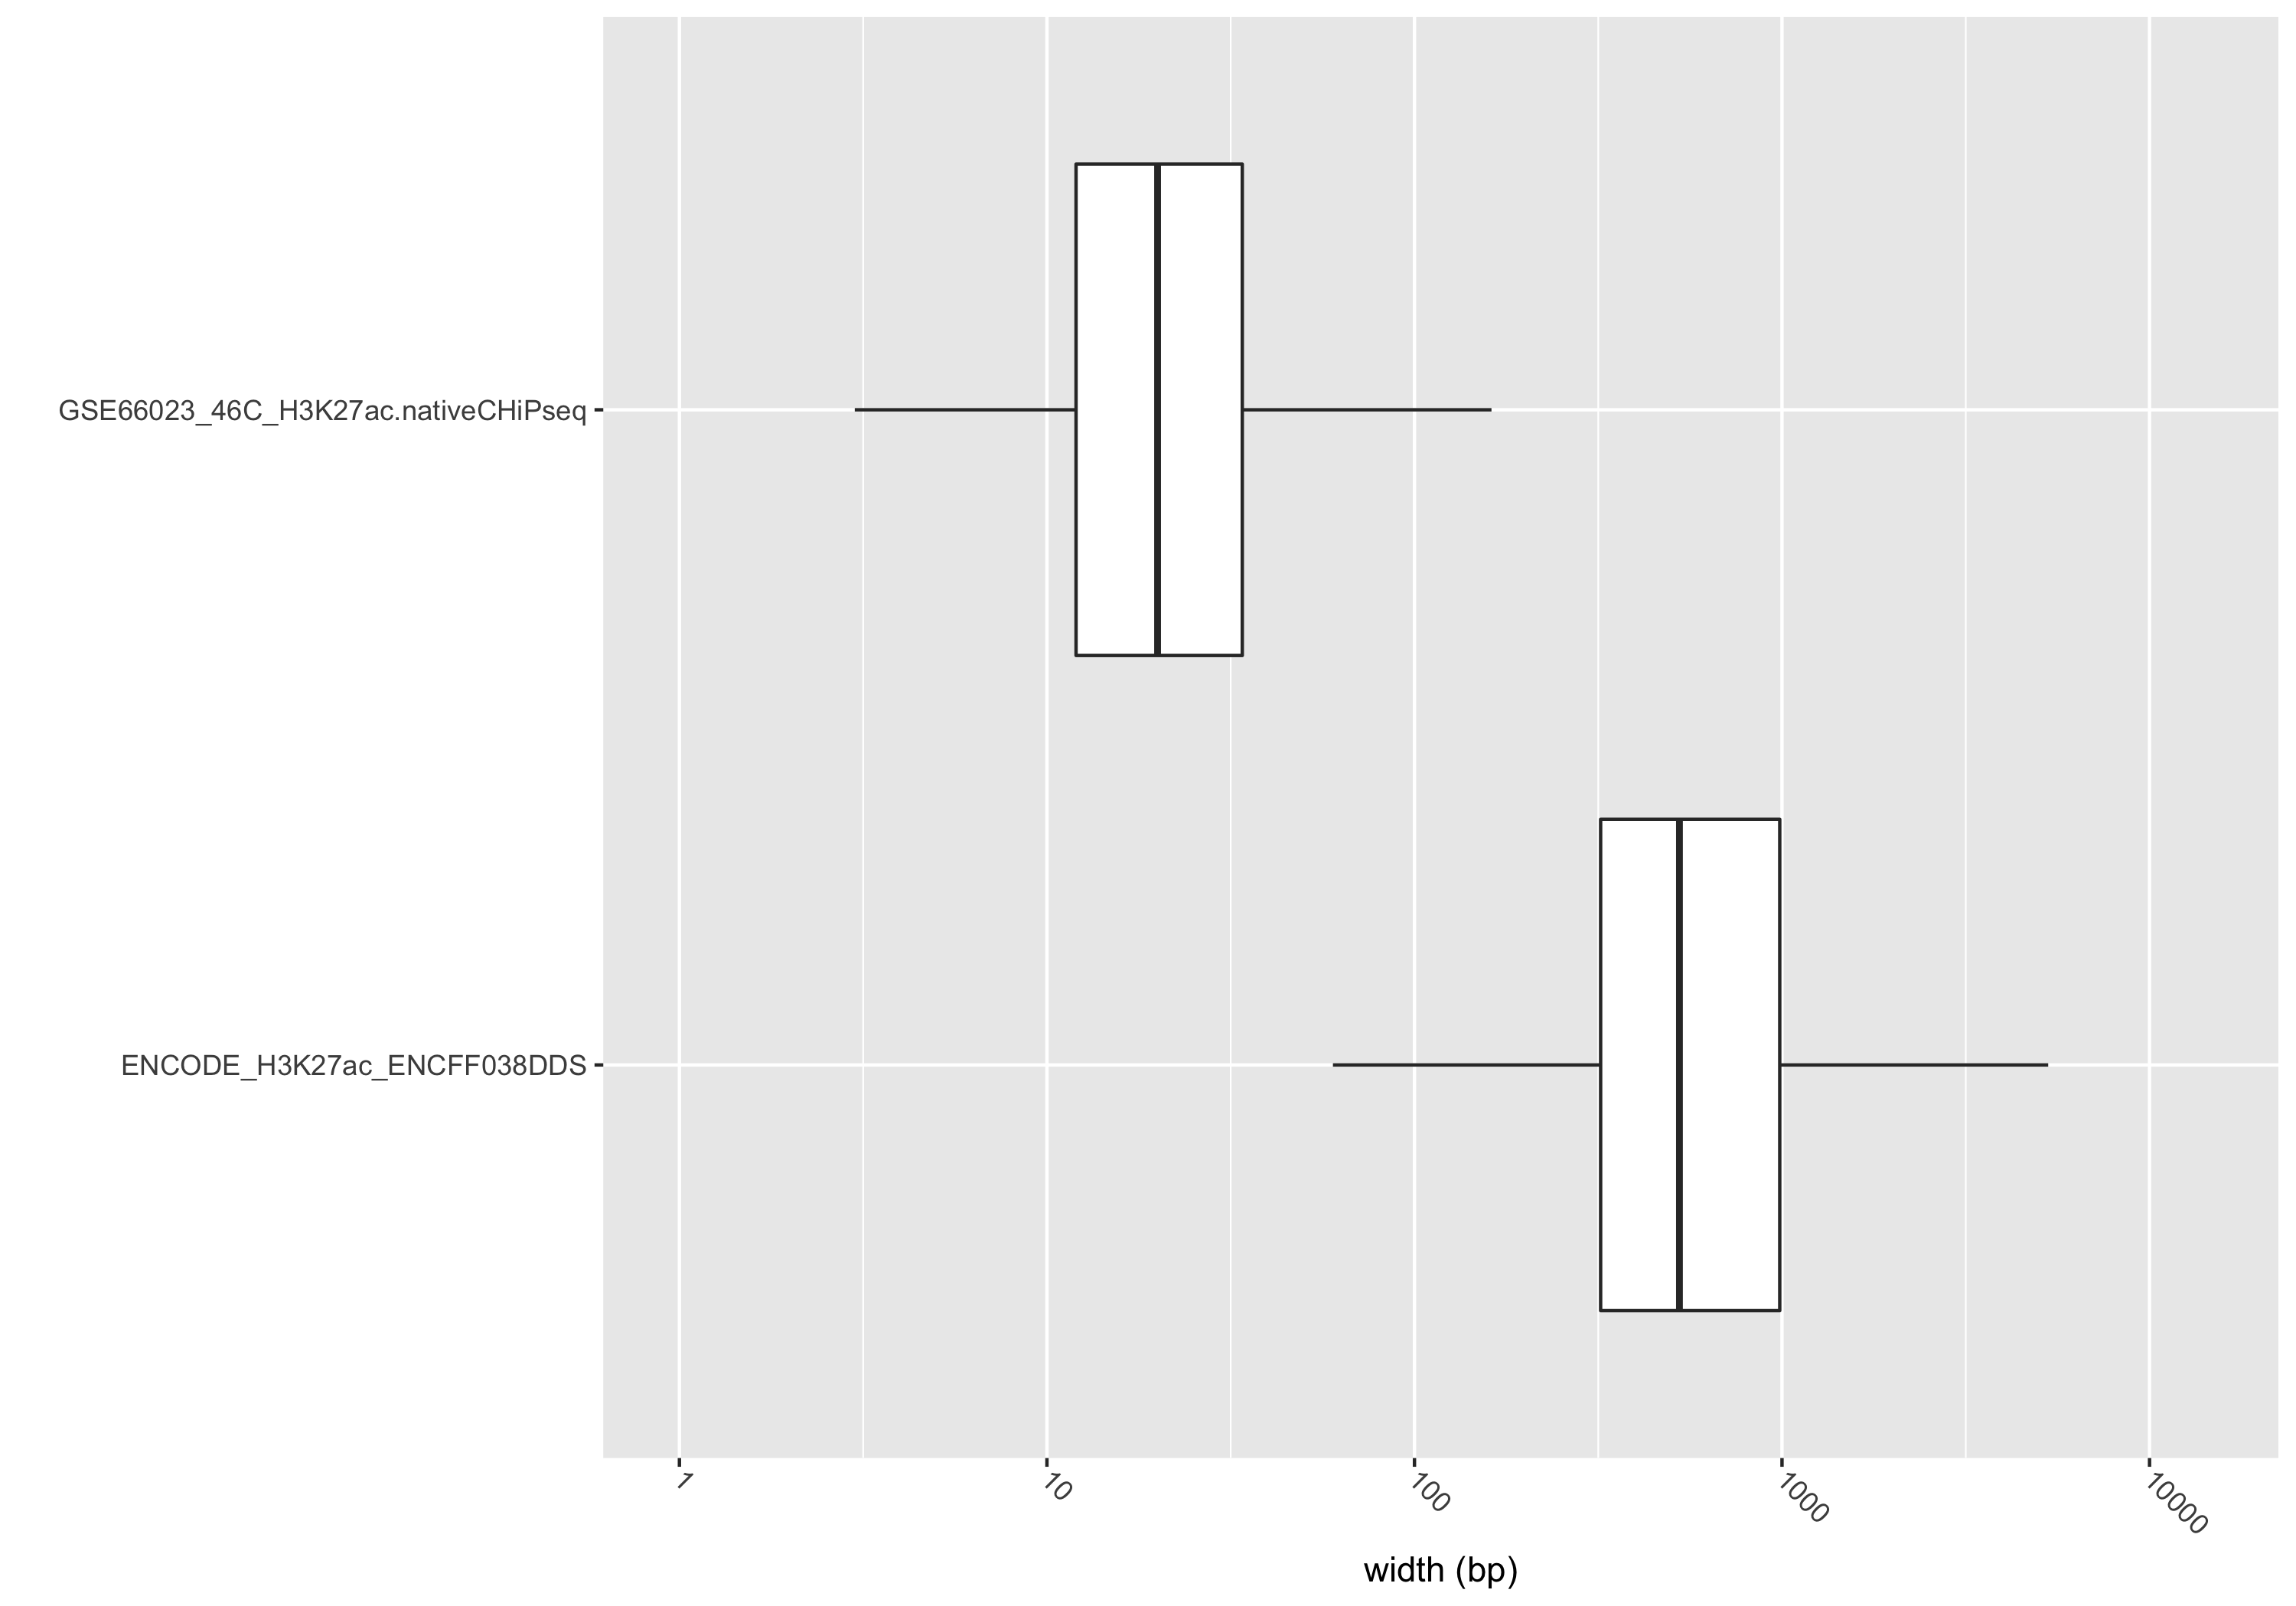 GSE66023_46C_H3K27ac.nativeCHiPseq
ENCODE_H3K27ac_ENCFF038DDS
1
10
100
1000
10000
width (bp)